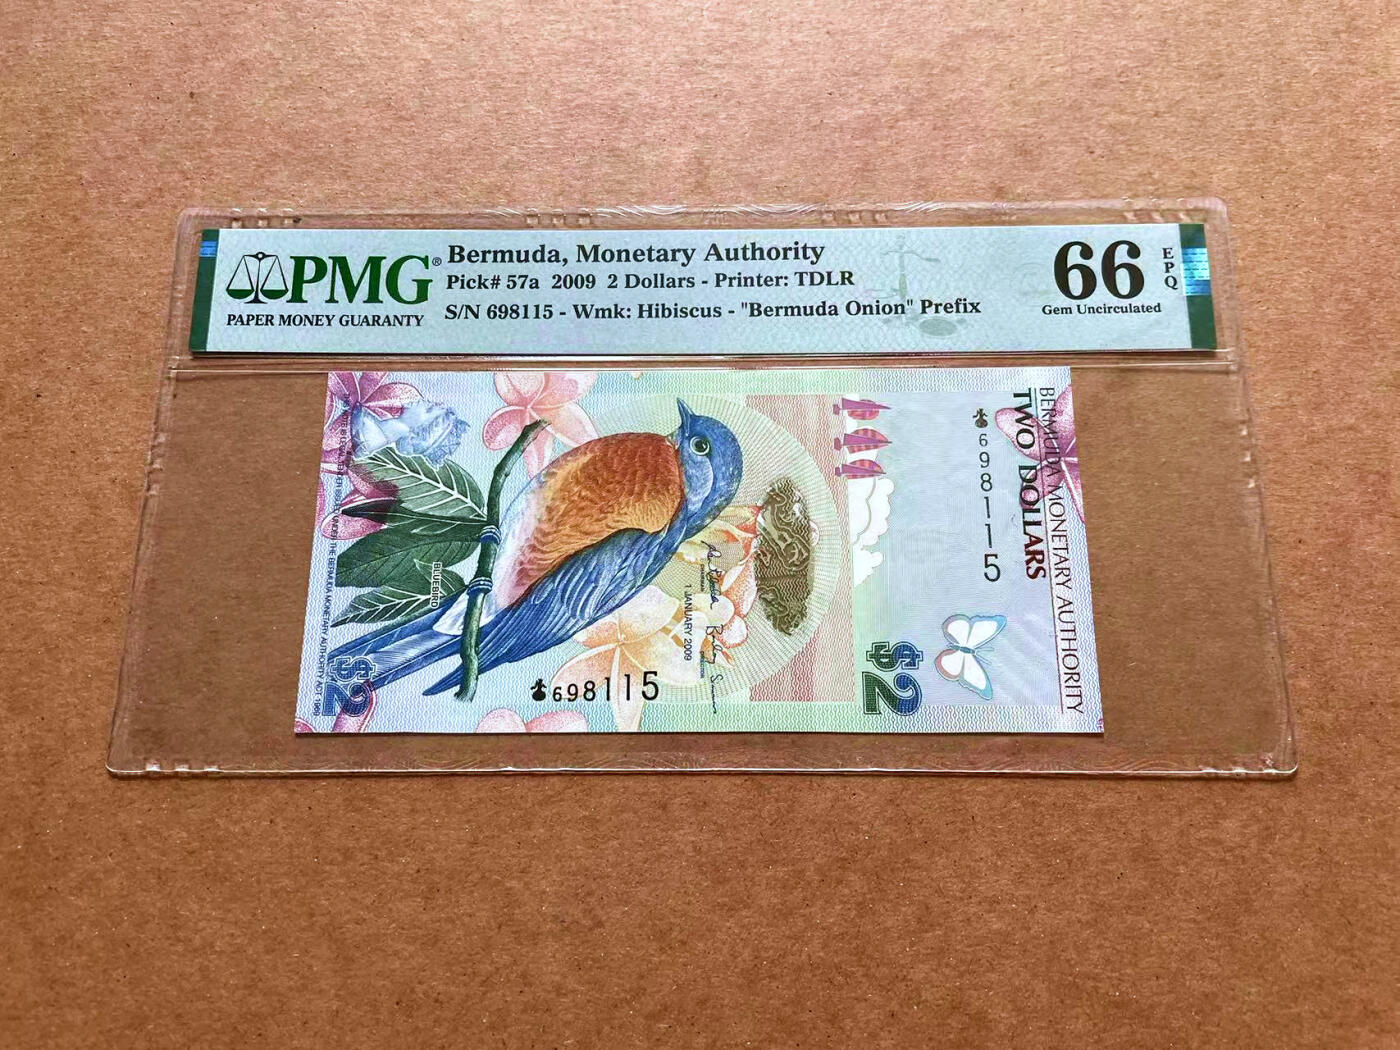 PMG®
PAPER MONEY GUARANTY
Bermuda, Monetary Authority
Pick# 57a 2009 2 Dollars - Printer: TDLR
S/N 698115 - Wmk: Hibiscus - "Bermuda Onion" Prefix
66
EPQ
Gem Uncirculated
BERMUDA MONETARY AUTHORITY
TWO DOLLARS
698115
$2
1 JANUARY 2009
698115
BLUEBIRD
$2